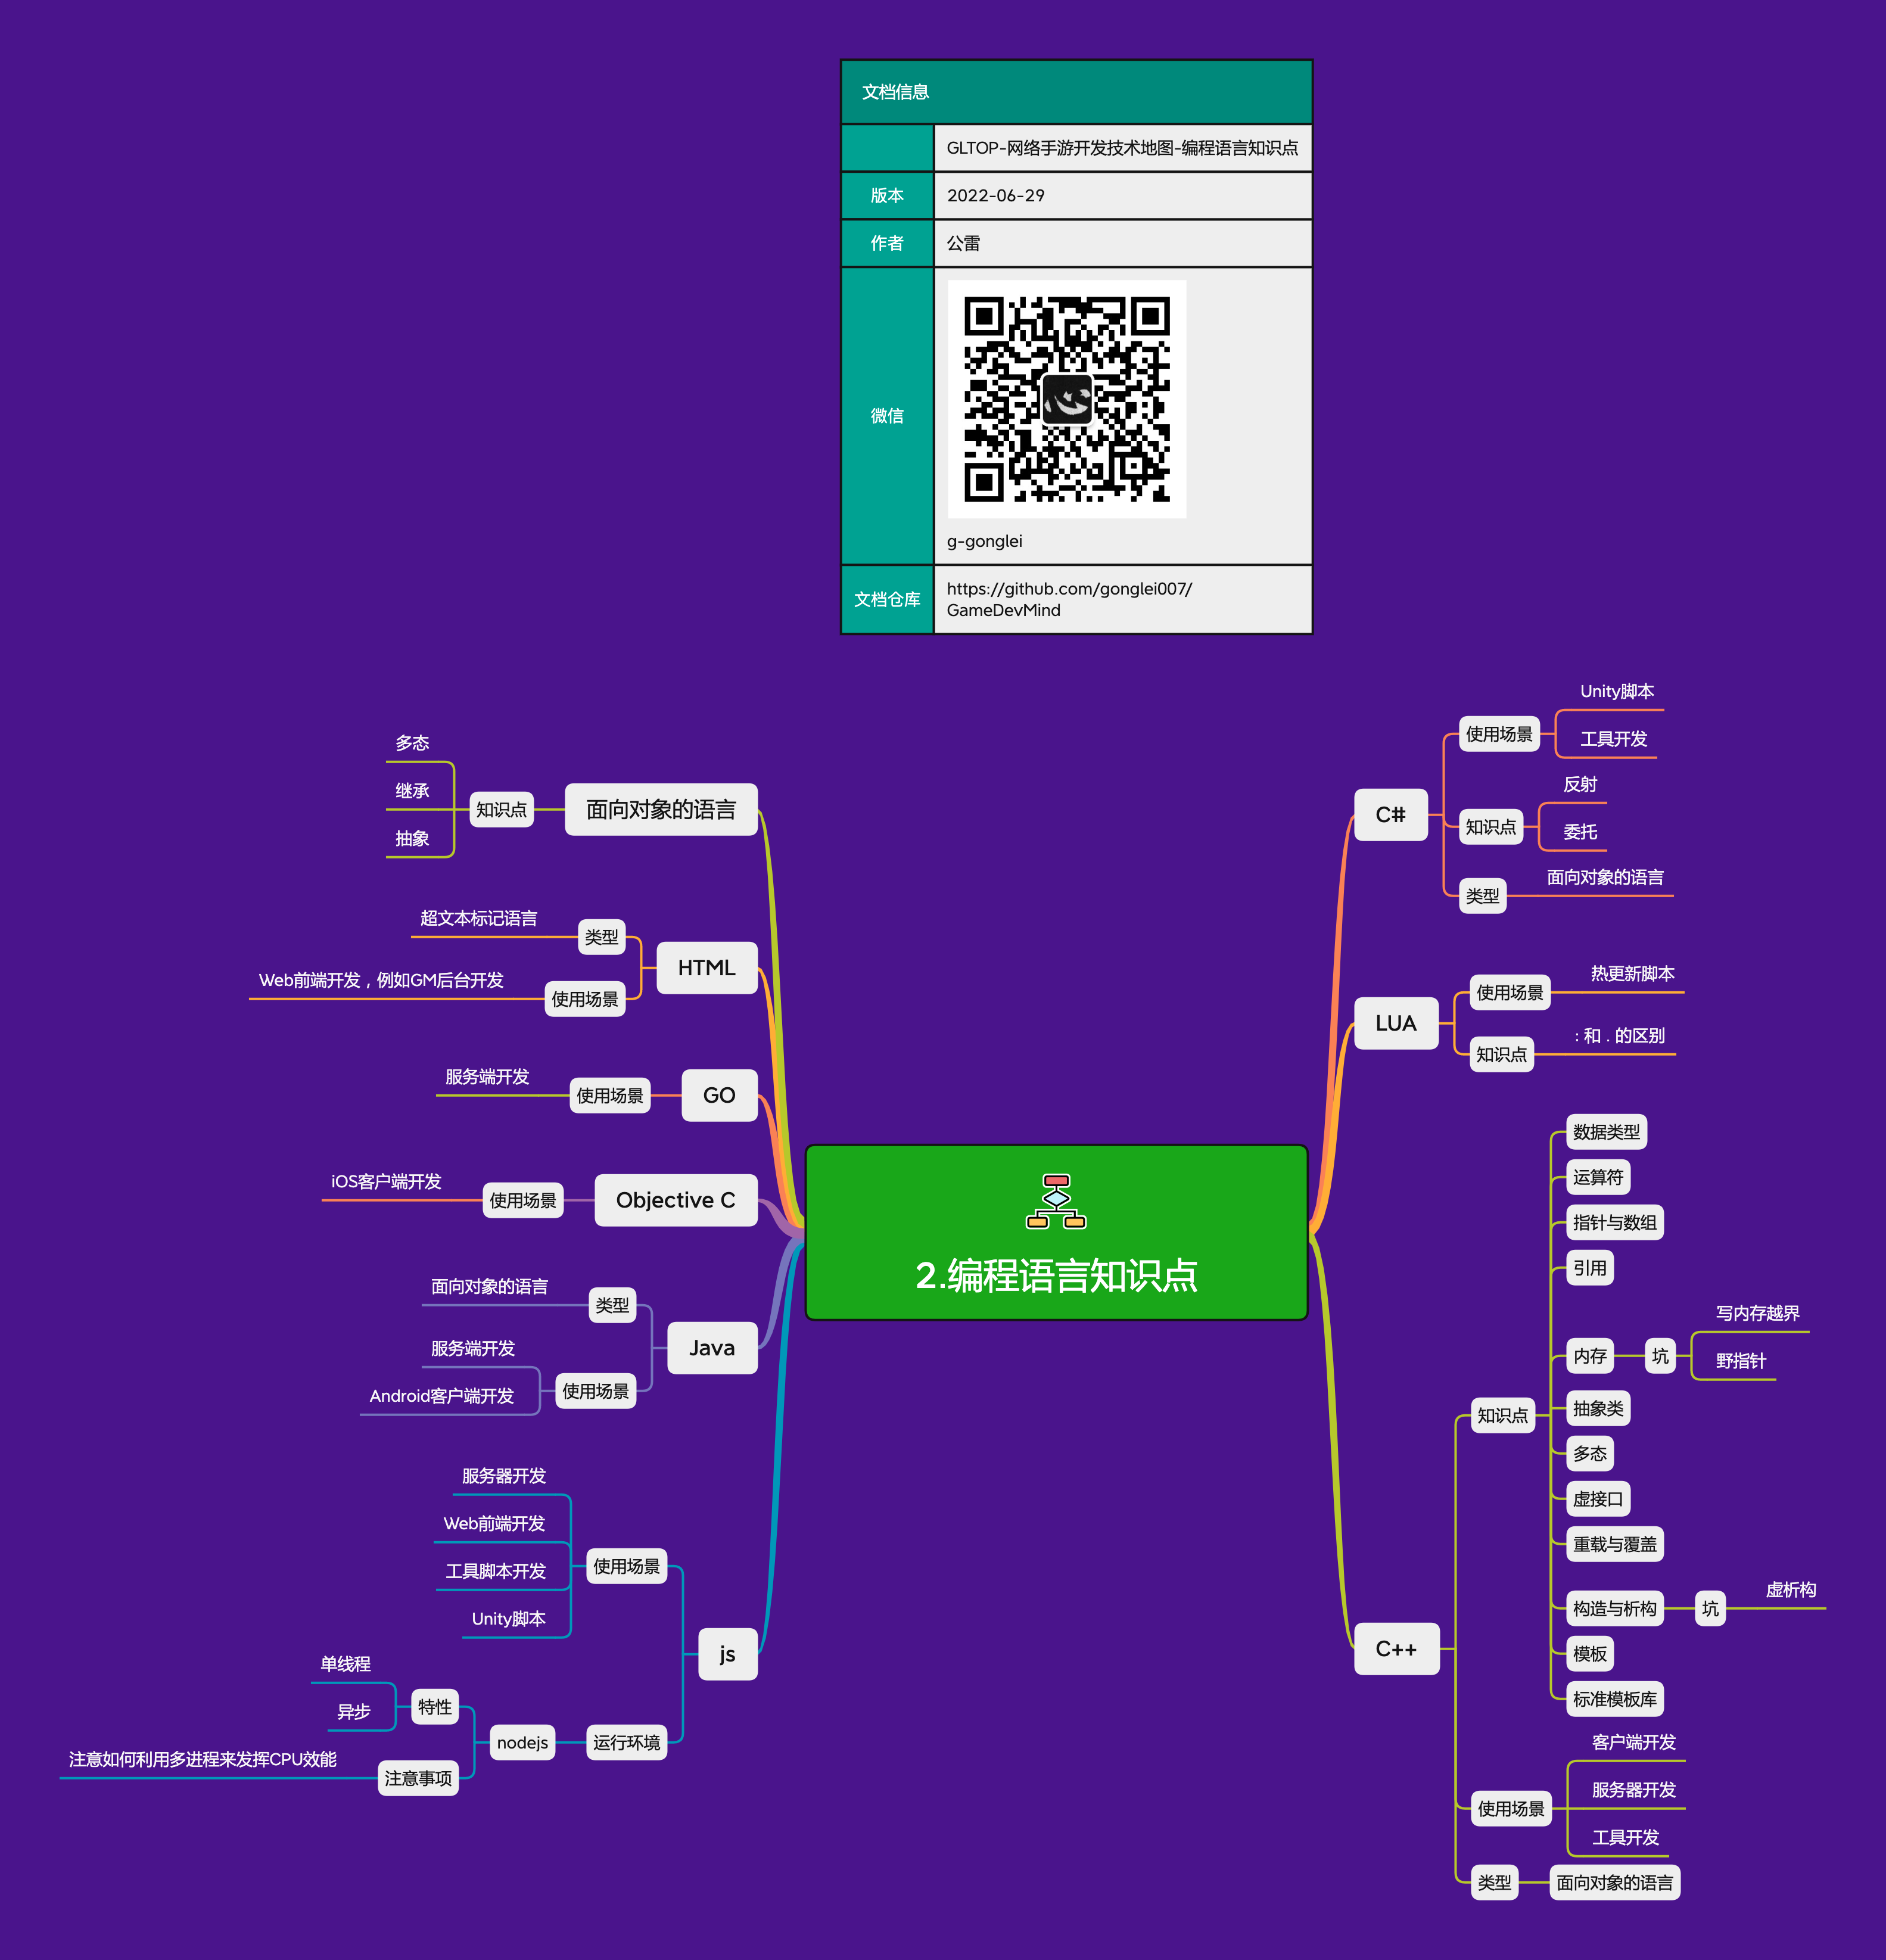 文档信息
GLTOP-网络手游开发技术地图-编程语言知识点
版本
2022-06-29
作者
公雷
微信
g-gonglei
文档仓库
https://github.com/gonglei007/
GameDevMind
2.编程语言知识点
C#
使用场景
Unity脚本
工具开发
知识点
反射
委托
类型
面向对象的语言
LUA
使用场景
热更新脚本
知识点
: 和 . 的区别
C++
知识点
数据类型
运算符
指针与数组
引用
内存
坑
写内存越界
野指针
抽象类
多态
虚接口
重载与覆盖
构造与析构
坑
虚析构
模板
标准模板库
使用场景
客户端开发
服务器开发
工具开发
类型
面向对象的语言
面向对象的语言
知识点
多态
继承
抽象
HTML
类型
超文本标记语言
使用场景
Web前端开发，例如GM后台开发
GO
使用场景
服务端开发
Objective C
使用场景
iOS客户端开发
Java
类型
面向对象的语言
使用场景
服务端开发
Android客户端开发
js
使用场景
服务器开发
Web前端开发
工具脚本开发
Unity脚本
运行环境
nodejs
特性
单线程
异步
注意事项
注意如何利用多进程来发挥CPU效能